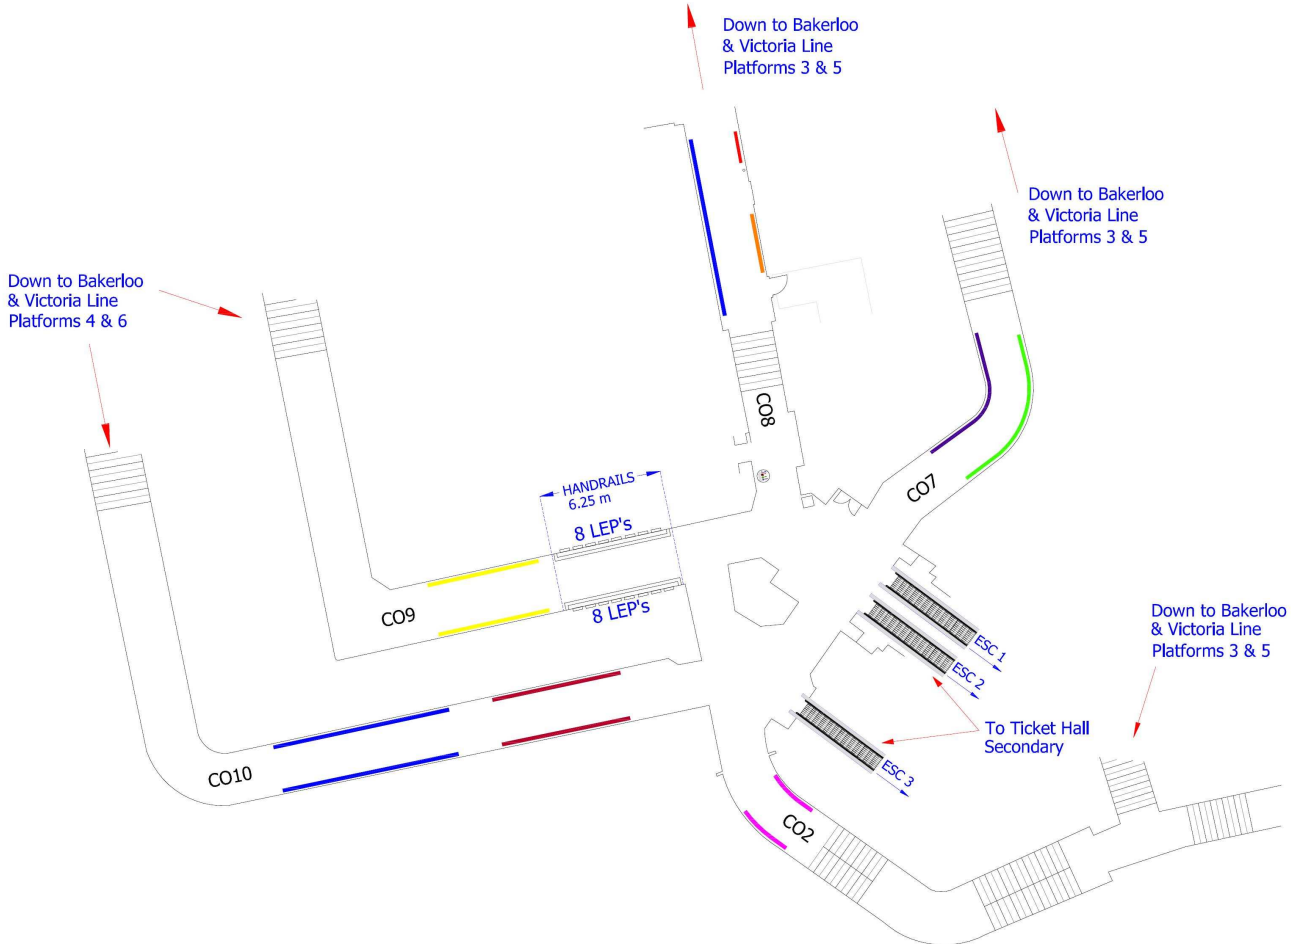 Down to Bakerloo
& Victoria Line
Platforms 3 & 5
Down to Bakerloo
& Victoria Line
Platforms 3 & 5
Down to Bakerloo
& Victoria Line
Platforms 4 & 6
CO8
HANDRAILS
6.25 m
8 LEP's
CO7
8 LEP's
CO9
ESC 1
ESC 2
Down to Bakerloo
& Victoria Line
Platforms 3 & 5
To Ticket Hall
Secondary
ESC 3
CO10
CO2